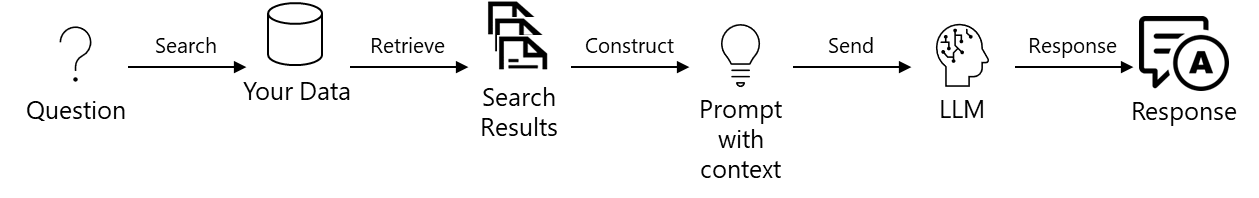 Search
Retrieve
Construct
Send
Response
Question
Your Data
Search
Results
Prompt
with
context
LLM
A
Response